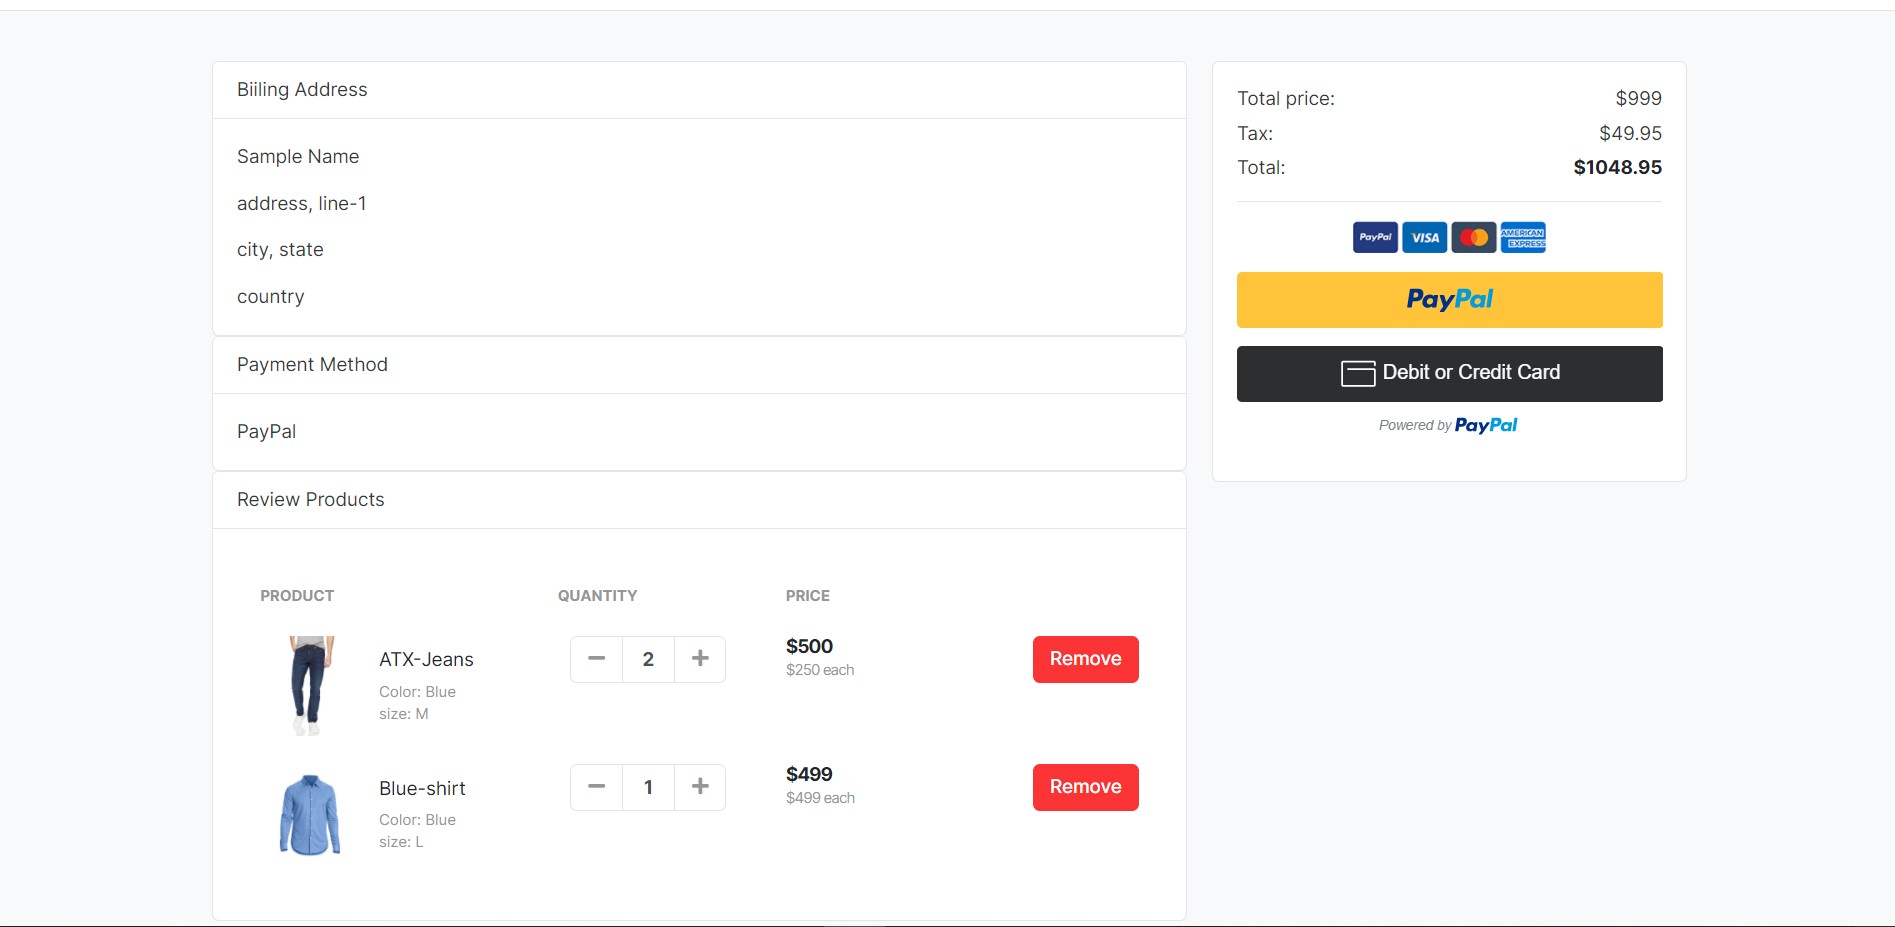 Biiling Address
Sample Name
address, line-1
city, state
country
Payment Method
PayPal
Review Products
PRODUCT QUANTITY PRICE
ATX-Jeans
Color: Blue
size: M
2
$500
$250 each
Remove
Blue-shirt
Color: Blue
size: L
1
$499
$499 each
Remove
Total price: $999
Tax: $49.95
Total: $1048.95
PayPal VISA AMERICAN EXPRESS
PayPal
Debit or Credit Card
Powered by PayPal